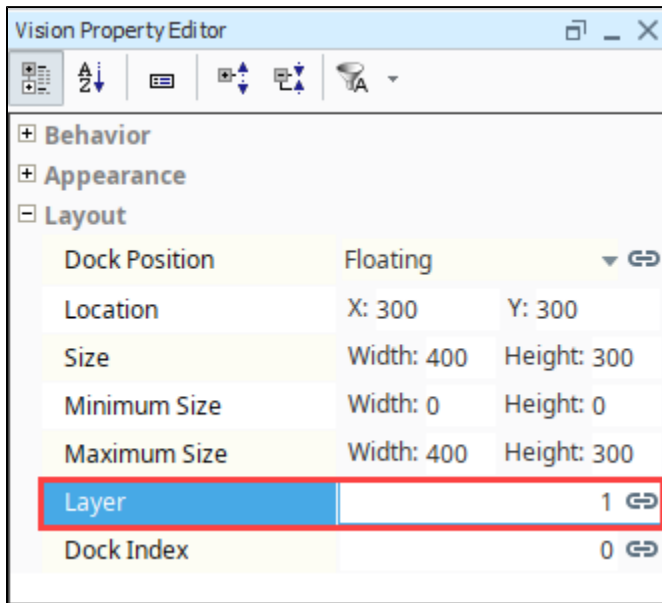 Vision Property Editor
Behavior
Appearance
Layout
Dock Position Floating
Location X: 300 Y: 300
Size Width: 400 Height: 300
Minimum Size Width: 0 Height: 0
Maximum Size Width: 400 Height: 300
Layer 1
Dock Index 0